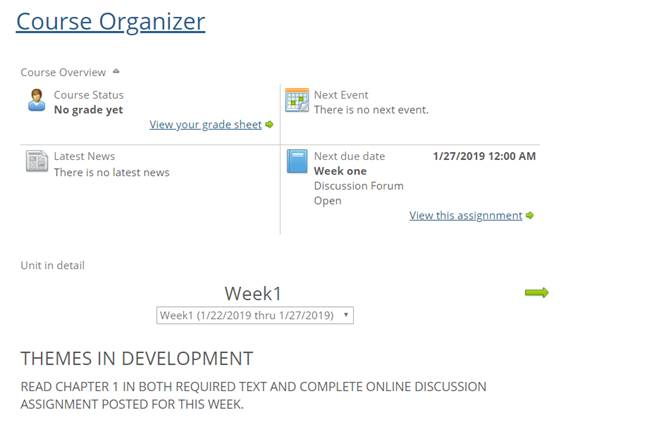 Course Organizer
Course Overview
Course Status
No grade yet
View your grade sheet
Next Event
There is no next event.
Latest News
There is no latest news
Next due date 1/27/2019 12:00 AM
Week one
Discussion Forum
Open
View this assignnment
Unit in detail
Week1
Week1 (1/22/2019 thru 1/27/2019)
THEMES IN DEVELOPMENT
READ CHAPTER 1 IN BOTH REQUIRED TEXT AND COMPLETE ONLINE DISCUSSION
ASSIGNMENT POSTED FOR THIS WEEK.